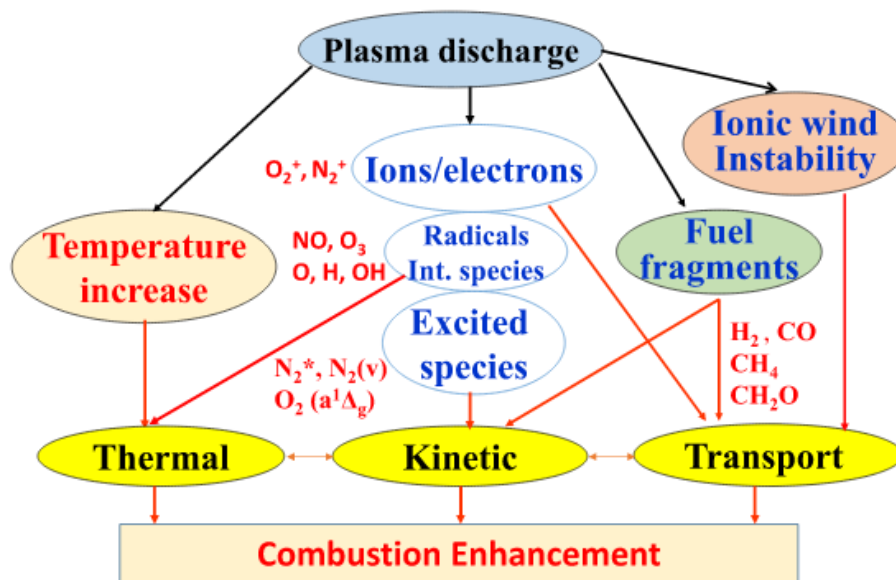 Plasma discharge
Ionic wind
Instability
O₂⁺, N₂⁺
Ions/electrons
Temperature
increase
NO, O₃
O, H, OH
Radicals
Int. species
Fuel
fragments
Excited
species
N₂*, N₂(v)
O₂ (a¹Δg)
H₂ , CO
CH₄
CH₂O
Thermal
Kinetic
Transport
Combustion Enhancement